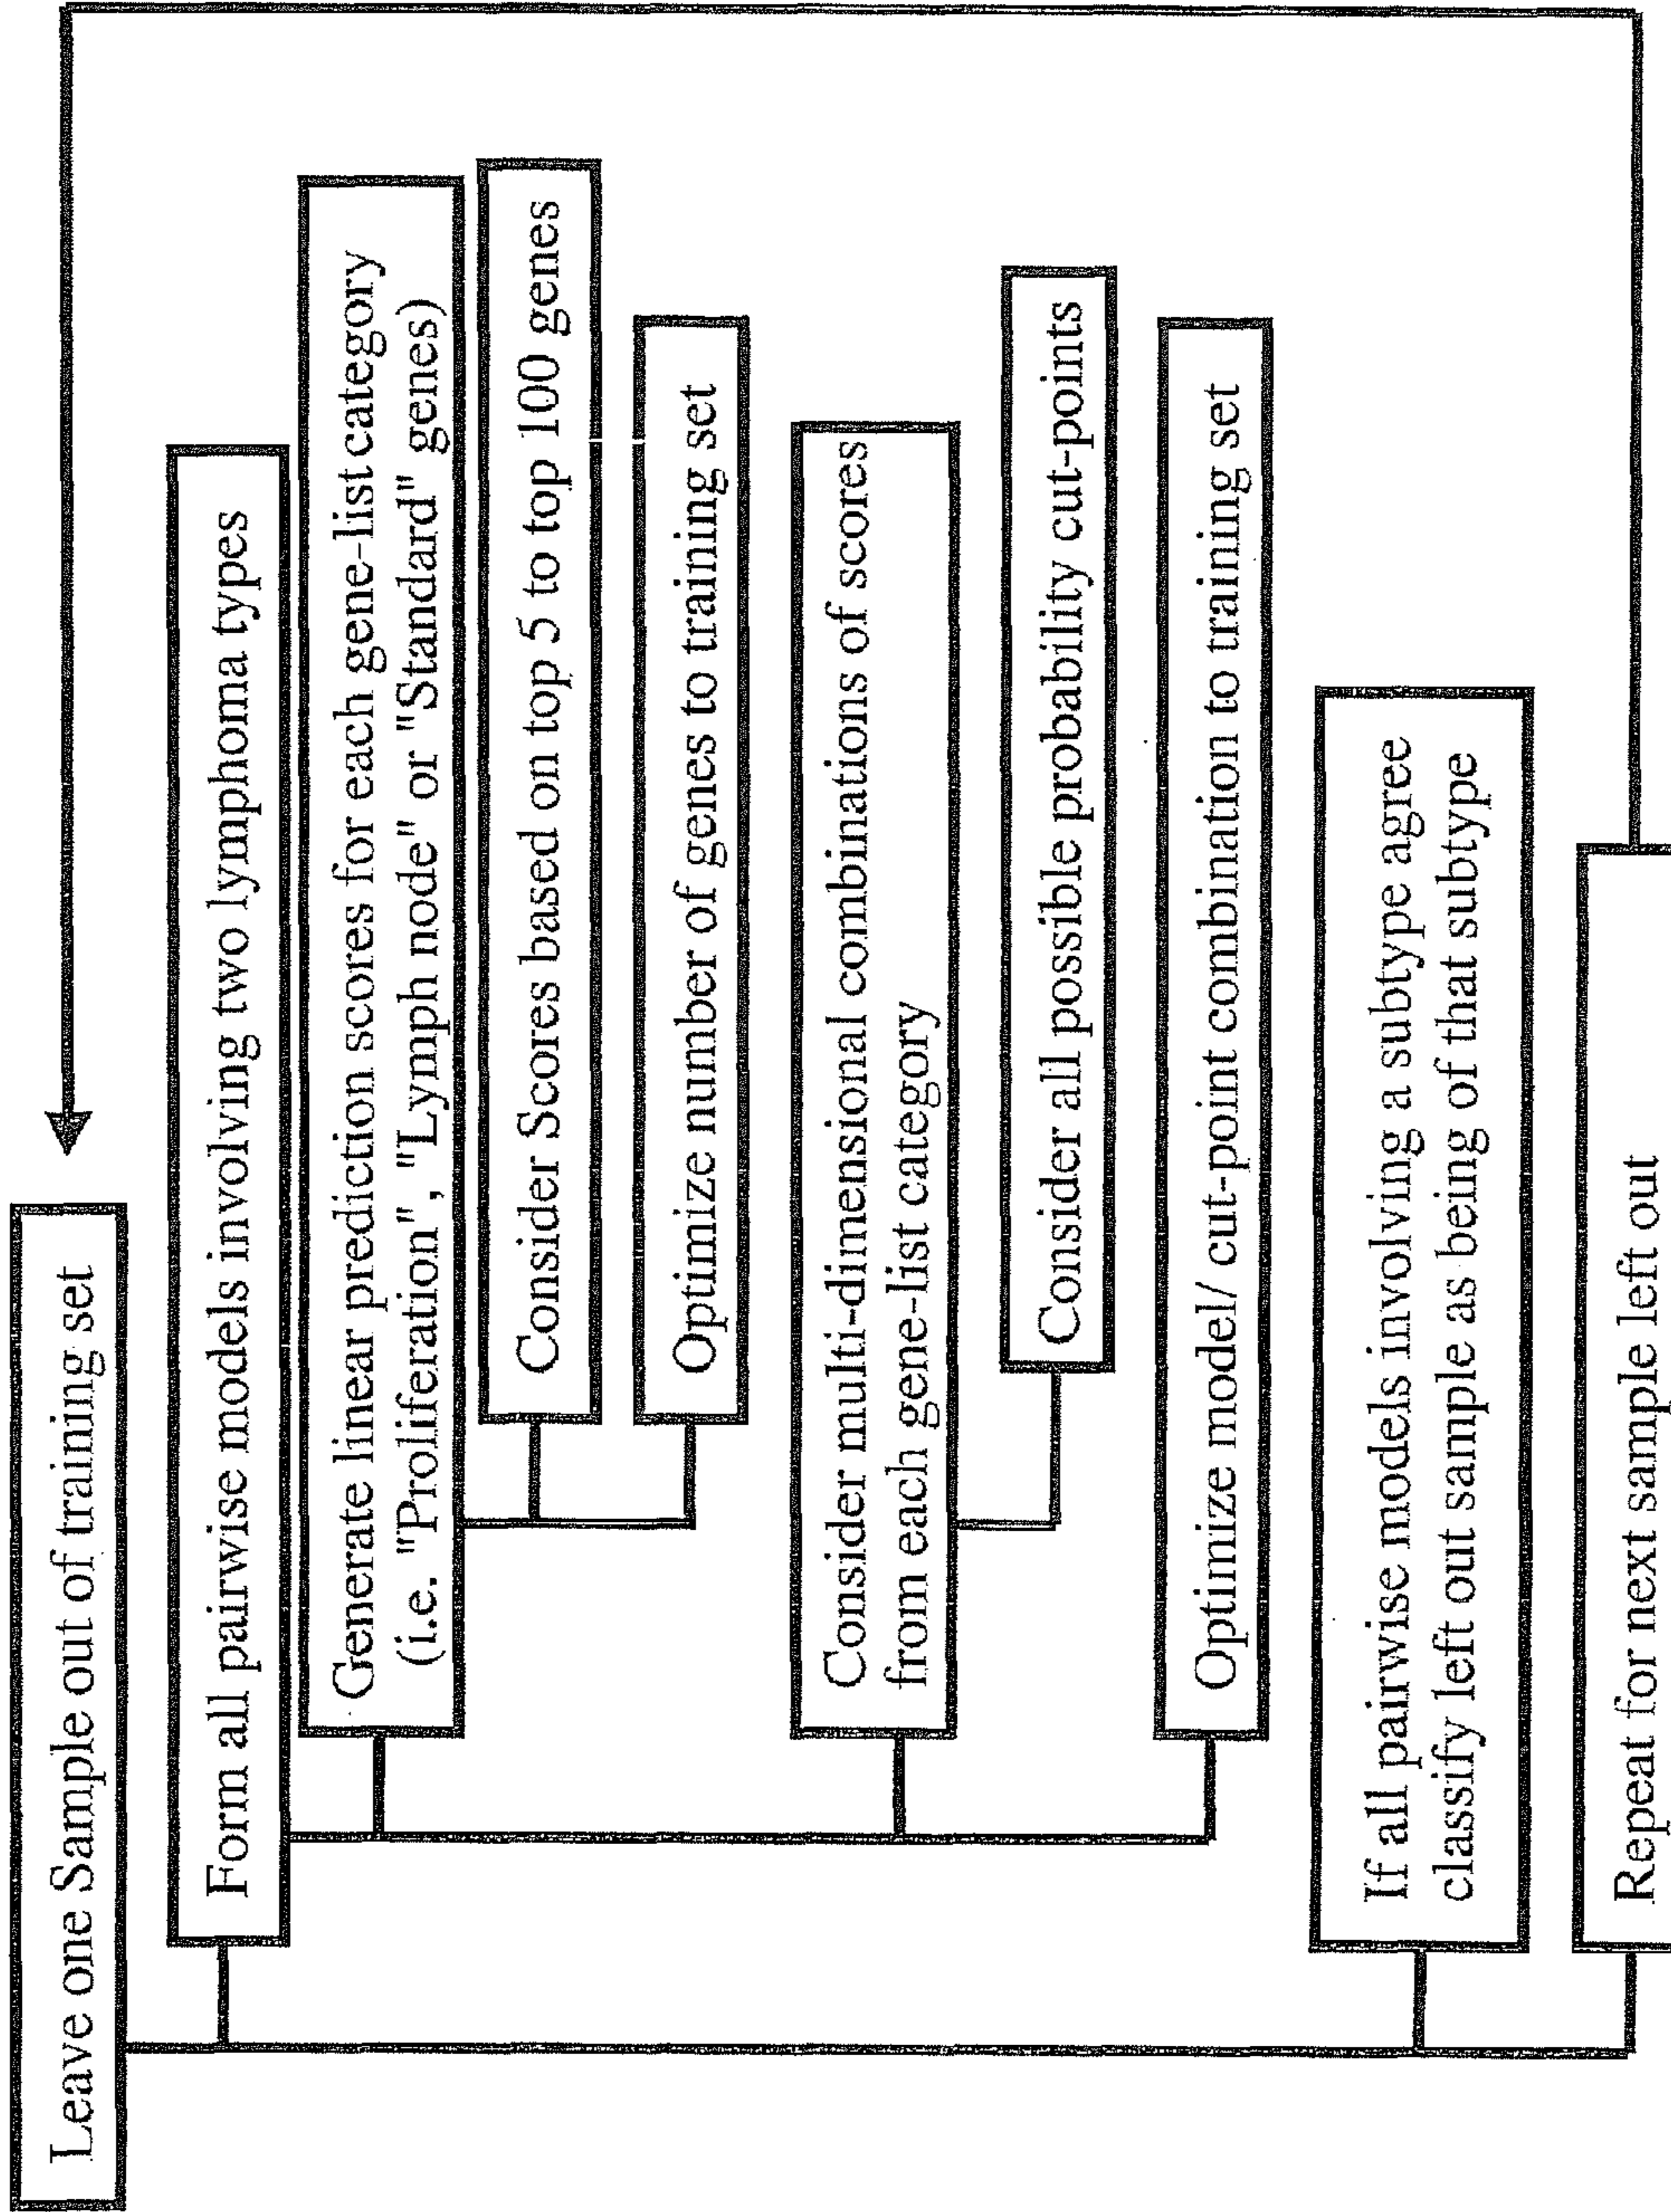 Leave one Sample out of training set
Form all pairwise models involving two lymphoma types
Generate linear prediction scores for each gene-list category
(i.e. "Proliferation", "Lymph node" or "Standard" genes)
Consider Scores based on top 5 to top 100 genes
Optimize number of genes to training set
Consider multi-dimensional combinations of scores
from each gene-list category
Consider all possible probability cut-points
Optimize model/ cut-point combination to training set
If all pairwise models involving a subtype agree
classify left out sample as being of that subtype
Repeat for next sample left out